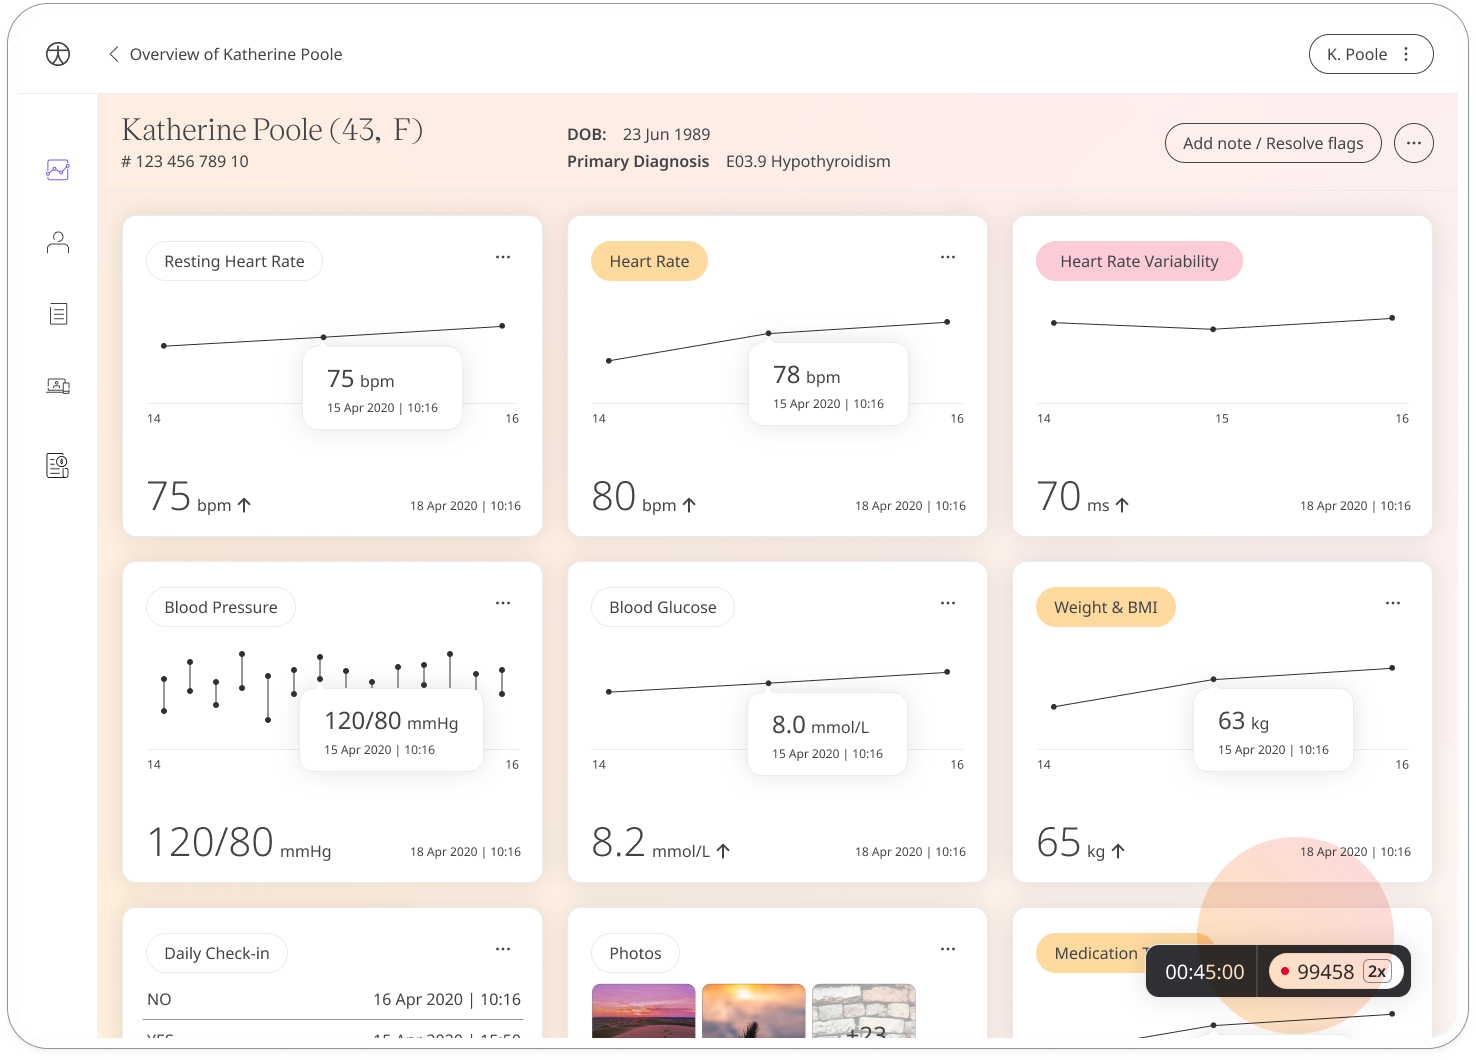 Overview of Katherine Poole
K. Poole
Katherine Poole (43, F)
# 123 456 789 10
DOB: 23 Jun 1989
Primary Diagnosis E03.9 Hypothyroidism
Add note / Resolve flags
Resting Heart Rate
75 bpm
15 Apr 2020 | 10:16
14
16
75 bpm
18 Apr 2020 | 10:16
Heart Rate
78 bpm
15 Apr 2020 | 10:16
14
16
80 bpm
18 Apr 2020 | 10:16
Heart Rate Variability
14
15
16
70 ms
18 Apr 2020 | 10:16
Blood Pressure
120/80 mmHg
15 Apr 2020 | 10:16
14
16
120/80 mmHg
18 Apr 2020 | 10:16
Blood Glucose
8.0 mmol/L
15 Apr 2020 | 10:16
14
16
8.2 mmol/L
18 Apr 2020 | 10:16
Weight & BMI
63 kg
15 Apr 2020 | 10:16
14
16
65 kg
18 Apr 2020 | 10:16
Daily Check-in
NO 16 Apr 2020 | 10:16
YES 15 Apr 2020 | 15:50
Photos
+23
Medication
00:45:00
99458 2x